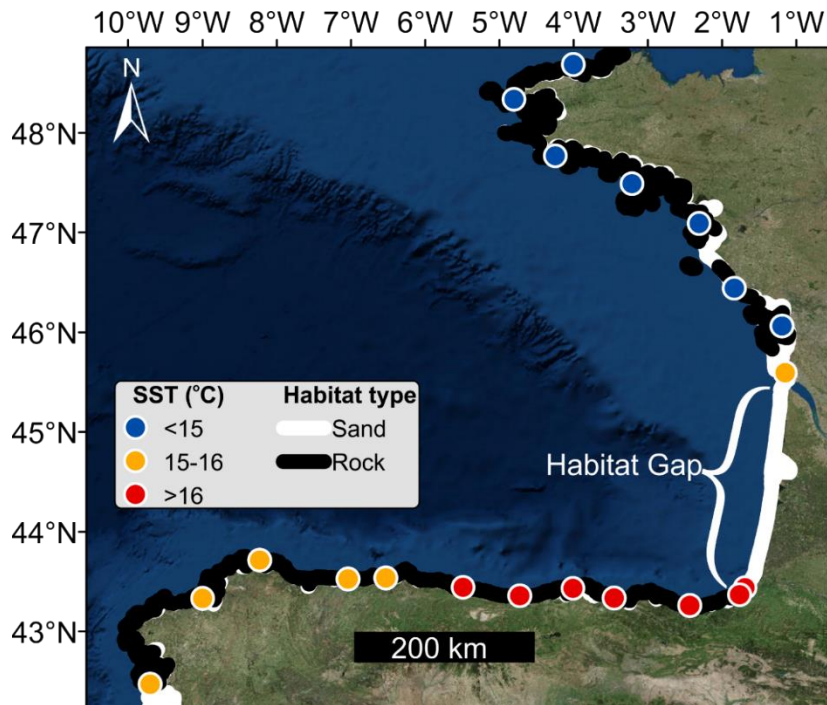 10°W 9°W 8°W 7°W 6°W 5°W 4°W 3°W 2°W 1°W
N
48°N
47°N
46°N
45°N
44°N
43°N
SST (°C) Habitat type
<15 Sand
15-16 Rock
>16
Habitat Gap
200 km